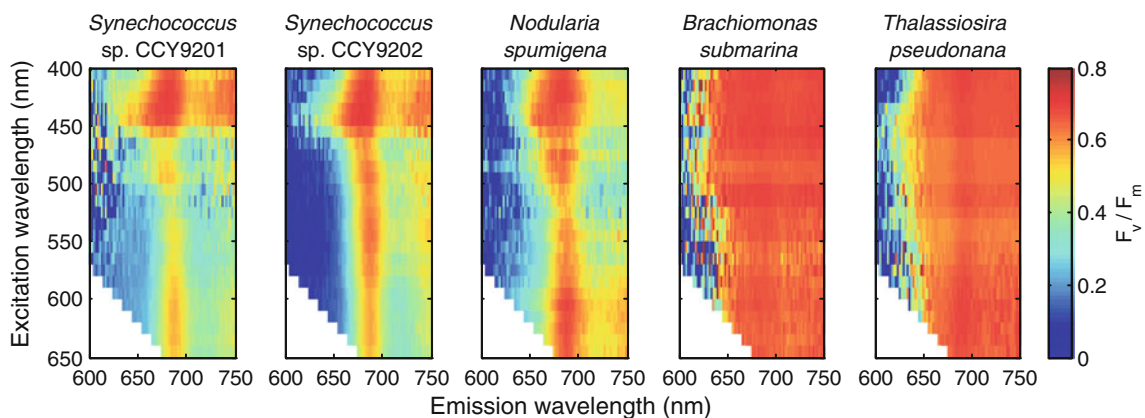 Synechococcus
sp. CCY9201
Synechococcus
sp. CCY9202
Nodularia
spumigena
Brachiomonas
submarina
Thalassiosira
pseudonana
Excitation wavelength (nm)
400
450
500
550
600
650
600 650 700 750
600 650 700 750
600 650 700 750
600 650 700 750
600 650 700 750
Emission wavelength (nm)
0.8
0.6
0.4
0.2
0
Fv / Fm